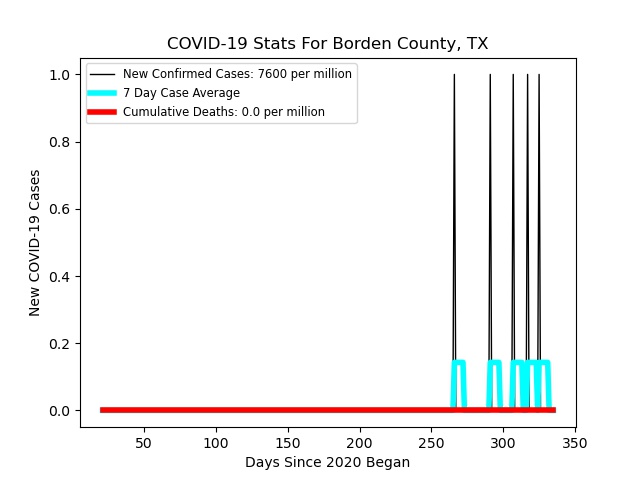 COVID-19 Stats For Borden County, TX
New Confirmed Cases: 7600 per million
7 Day Case Average
Cumulative Deaths: 0.0 per million
New COVID-19 Cases
1.0
0.8
0.6
0.4
0.2
0.0
50 100 150 200 250 300 350
Days Since 2020 Began